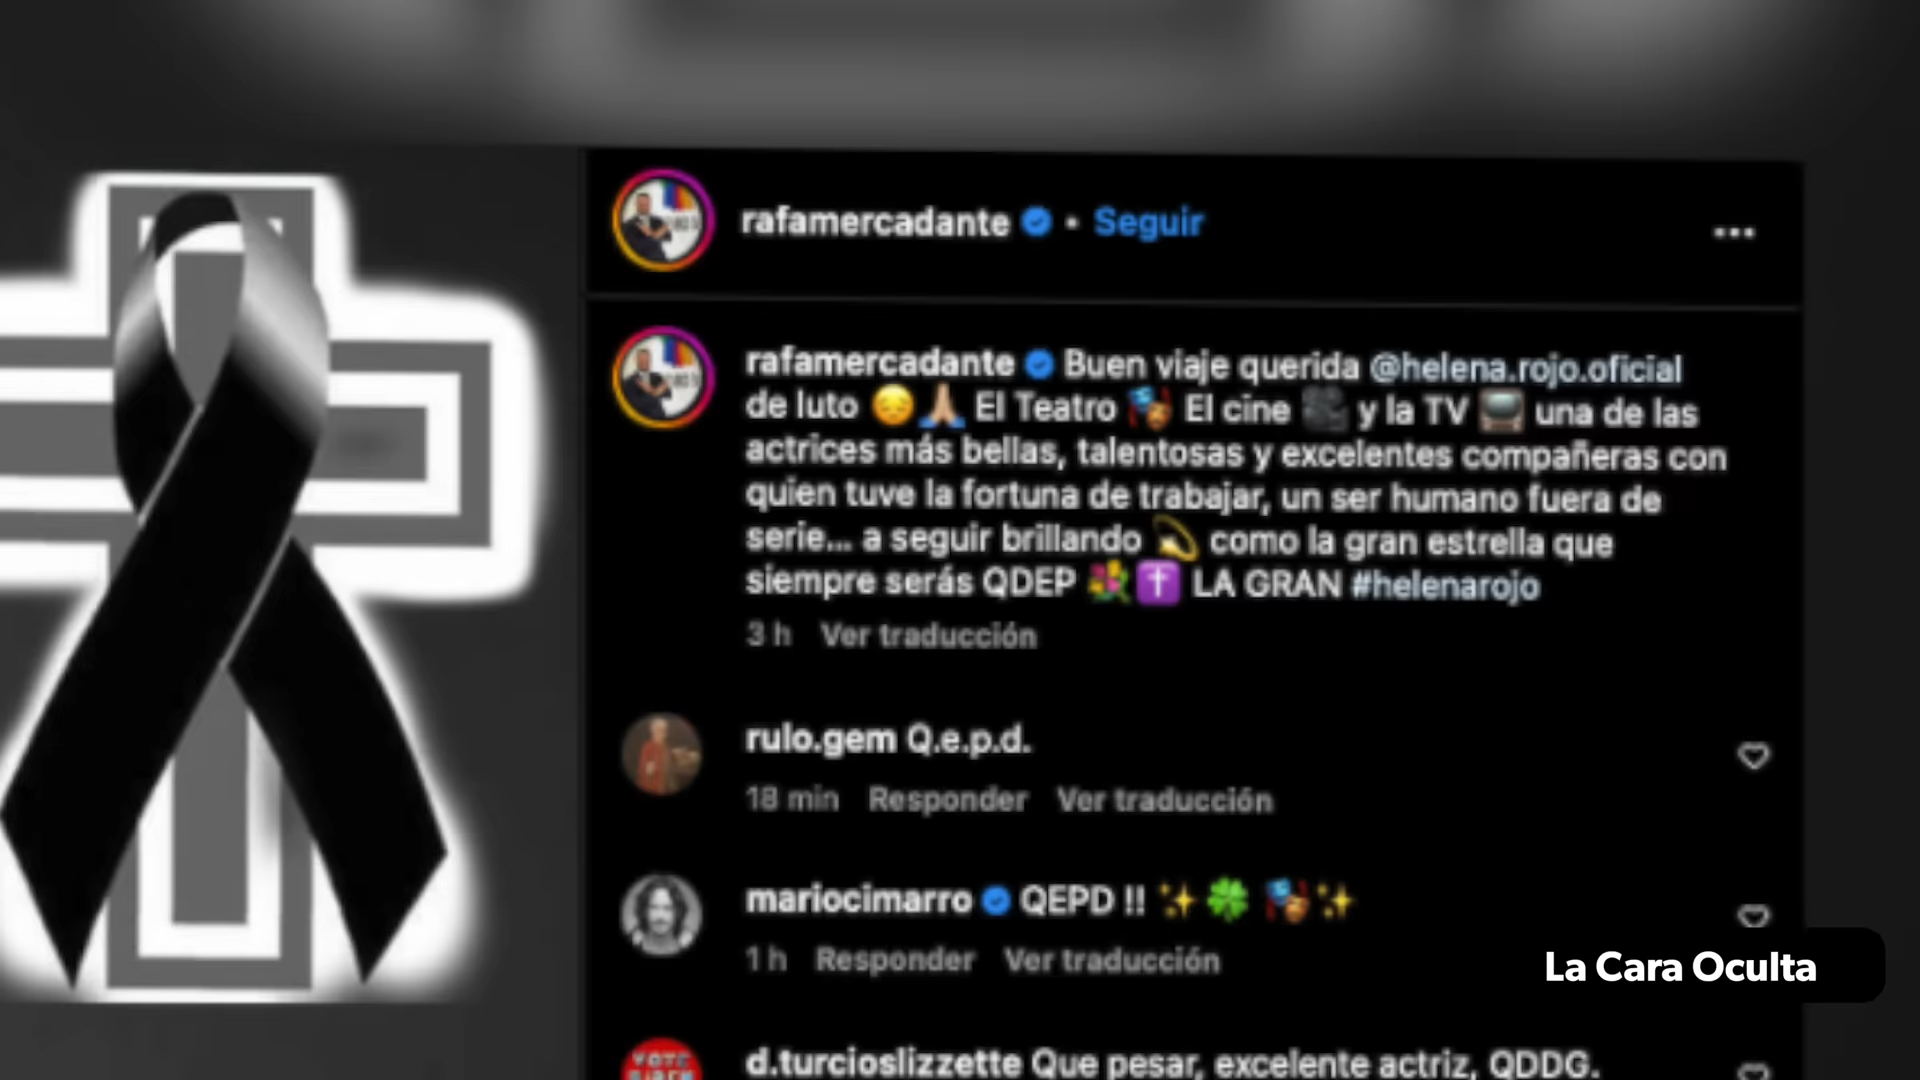 rafamercadante • Seguir
rafamercadante Buen viaje querida @helena.rojo.oficial
de luto 😔🙏🏼 El Teatro 🎭 El cine 🎥 y la TV 📺 una de las
actrices más bellas, talentosas y excelentes compañeras con
quien tuve la fortuna de trabajar, un ser humano fuera de
serie... a seguir brillando 💫 como la gran estrella que
siempre serás QDEP 💐✝️ LA GRAN #helenarojo
3 h Ver traducción
rulo.gem Q.e.p.d.
18 min Responder Ver traducción
mariocimarro QEPD !! ✨🍀 🎭✨
1 h Responder Ver traducción
La Cara Oculta
d.turcioslizzette Que pesar, excelente actriz, QDDG.